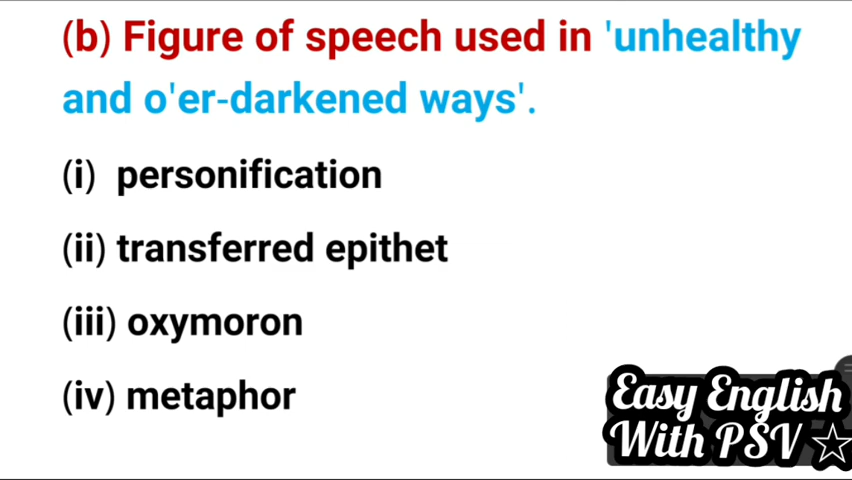 (b) Figure of speech used in 'unhealthy
and o'er-darkened ways'.
(i) personification
(ii) transferred epithet
(iii) oxymoron
(iv) metaphor
Easy English
With PSV ☆